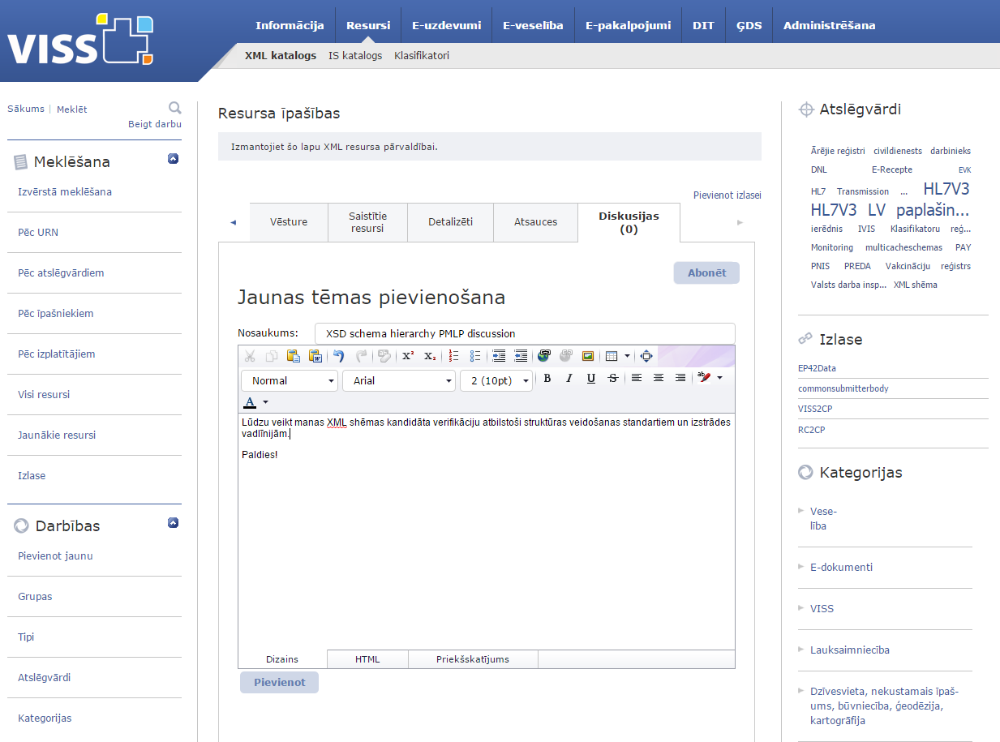 VISS
Informācija
Resursi
E-uzdevumi
E-veselība
E-pakalpojumi
DIT
ĢDS
Administrēšana
XML katalogs
IS katalogs
Klasifikatori
Sākums | Meklēt
Beigt darbu
Meklēšana
Izvērstā meklēšana
Pēc URN
Pēc atslēgvārdiem
Pēc īpašniekiem
Pēc izplatītājiem
Visi resursi
Jaunākie resursi
Izlase
Darbības
Pievienot jaunu
Grupas
Tipi
Atslēgvārdi
Kategorijas
Resursa īpašības
Izmantojiet šo lapu XML resursa pārvaldībai.
Pievienot izlasei
Vēsture
Saistītie
resursi
Detalizēti
Atsauces
Diskusijas
(0)
Abonēt
Jaunas tēmas pievienošana
Nosaukums: XSD schema hierarchy PMLP discussion
Normal
Arial
2 (10pt)
Lūdzu veikt manas XML shēmas kandidāta verifikāciju atbilstoši struktūras veidošanas standartiem un izstrādes
vadlīnijām.
Paldies!
Dizains
HTML
Priekšskatījums
Pievienot
Atslēgvārdi
Ārējie reģistri civildienests darbinieks
DNL E-Recepte EVK
HL7 Transmission ... HL7V3
HL7V3 LV paplašin...
ierēdnis IVIS Klasifikatoru reģ...
Monitoring multicacheschemas PAY
PNIS PREDA Vakcināciju reģistrs
Valsts darba insp... XML shēma
Izlase
EP42Data
commonsubmitterbody
VISS2CP
RC2CP
Kategorijas
Vese-
lība
E-dokumenti
VISS
Lauksaimniecība
Dzīvesvieta, nekustamais īpaš-
ums, būvniecība, ģeodēzija,
kartogrāfija